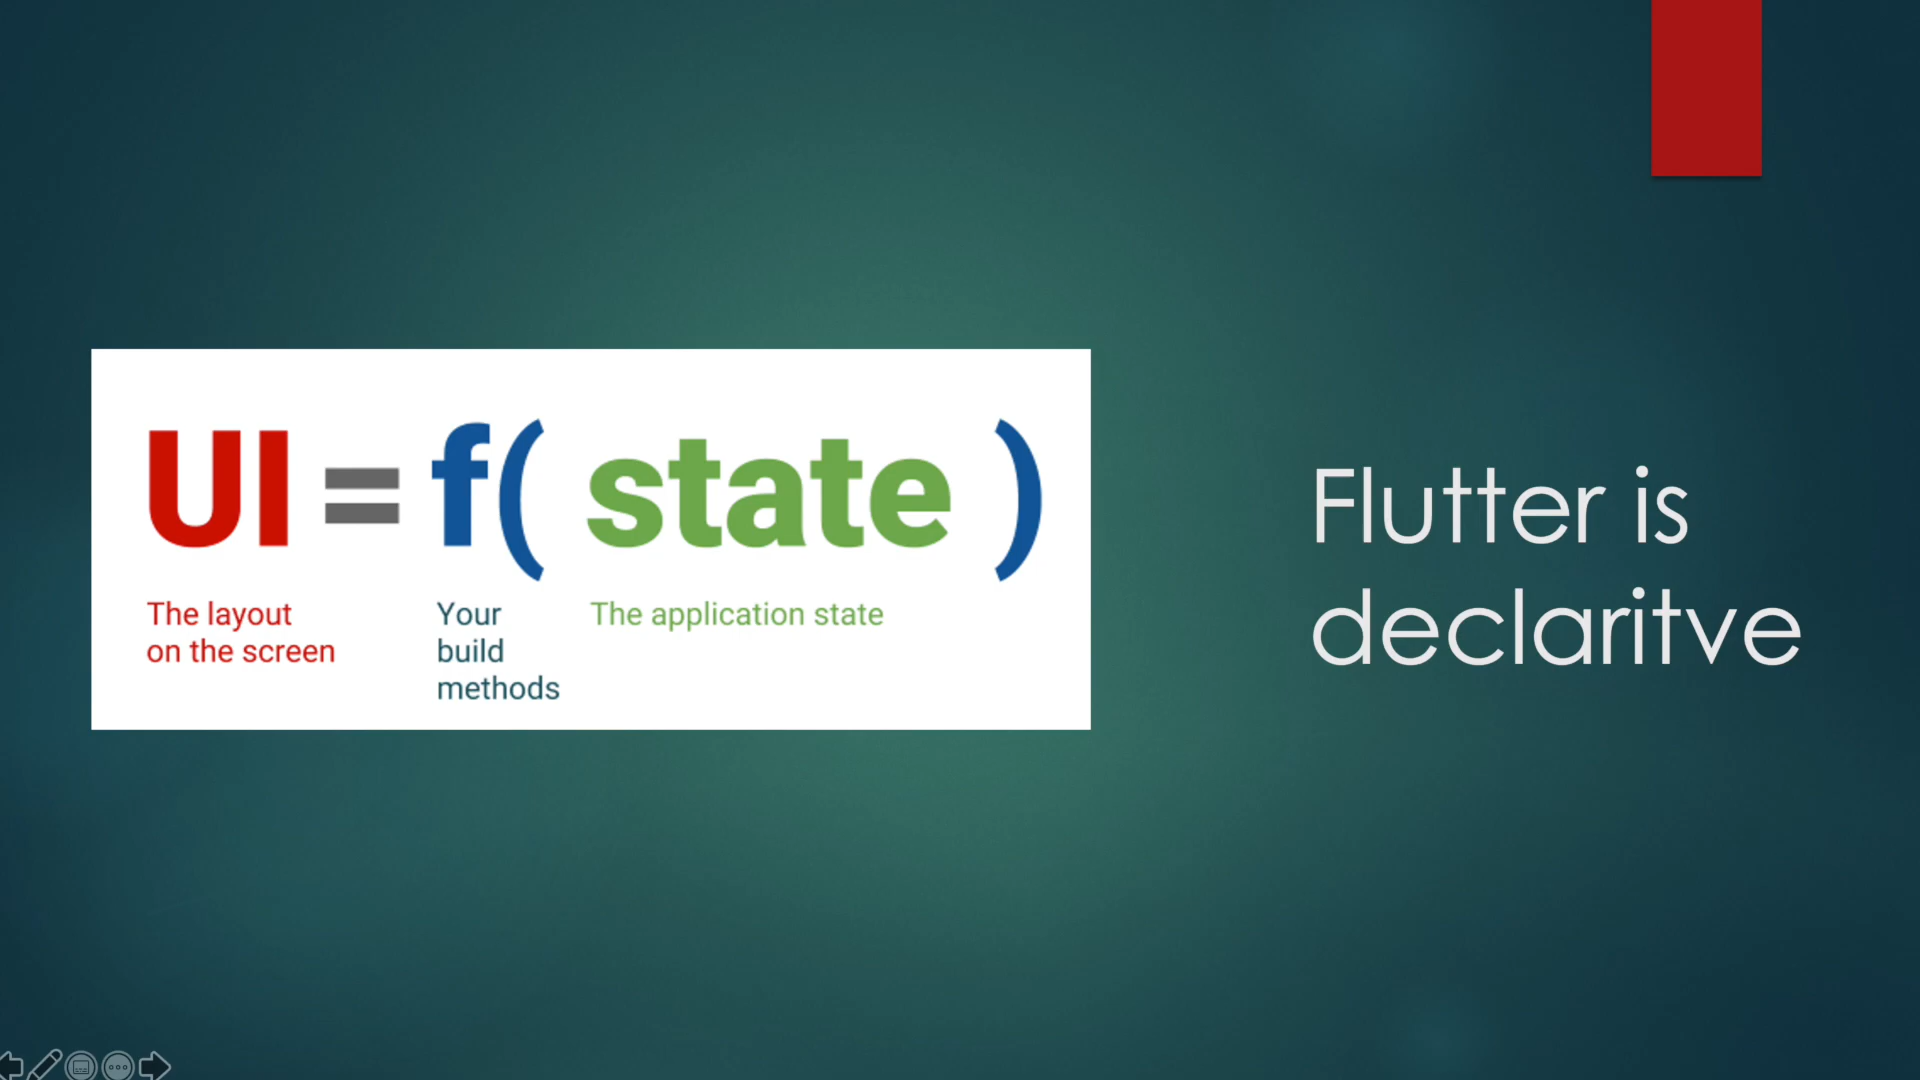 UI = f( state )
The layout
on the screen
Your
build
methods
The application state
Flutter is
declaritve